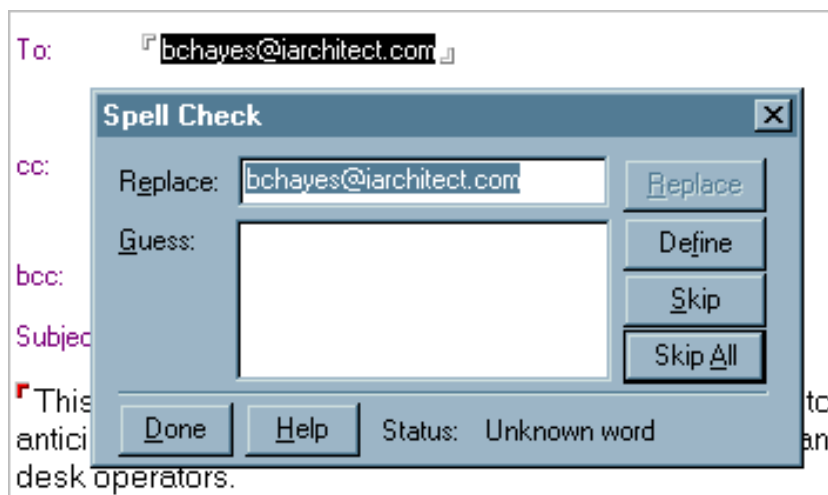 To: bchayes@iarchitect.com
Spell Check
cc:
Replace: bchayes@iarchitect.com Replace
Guess: Define
bcc:
Skip
Subjec
Skip All
This to
Done Help Status: Unknown word
antici an
desk operators.